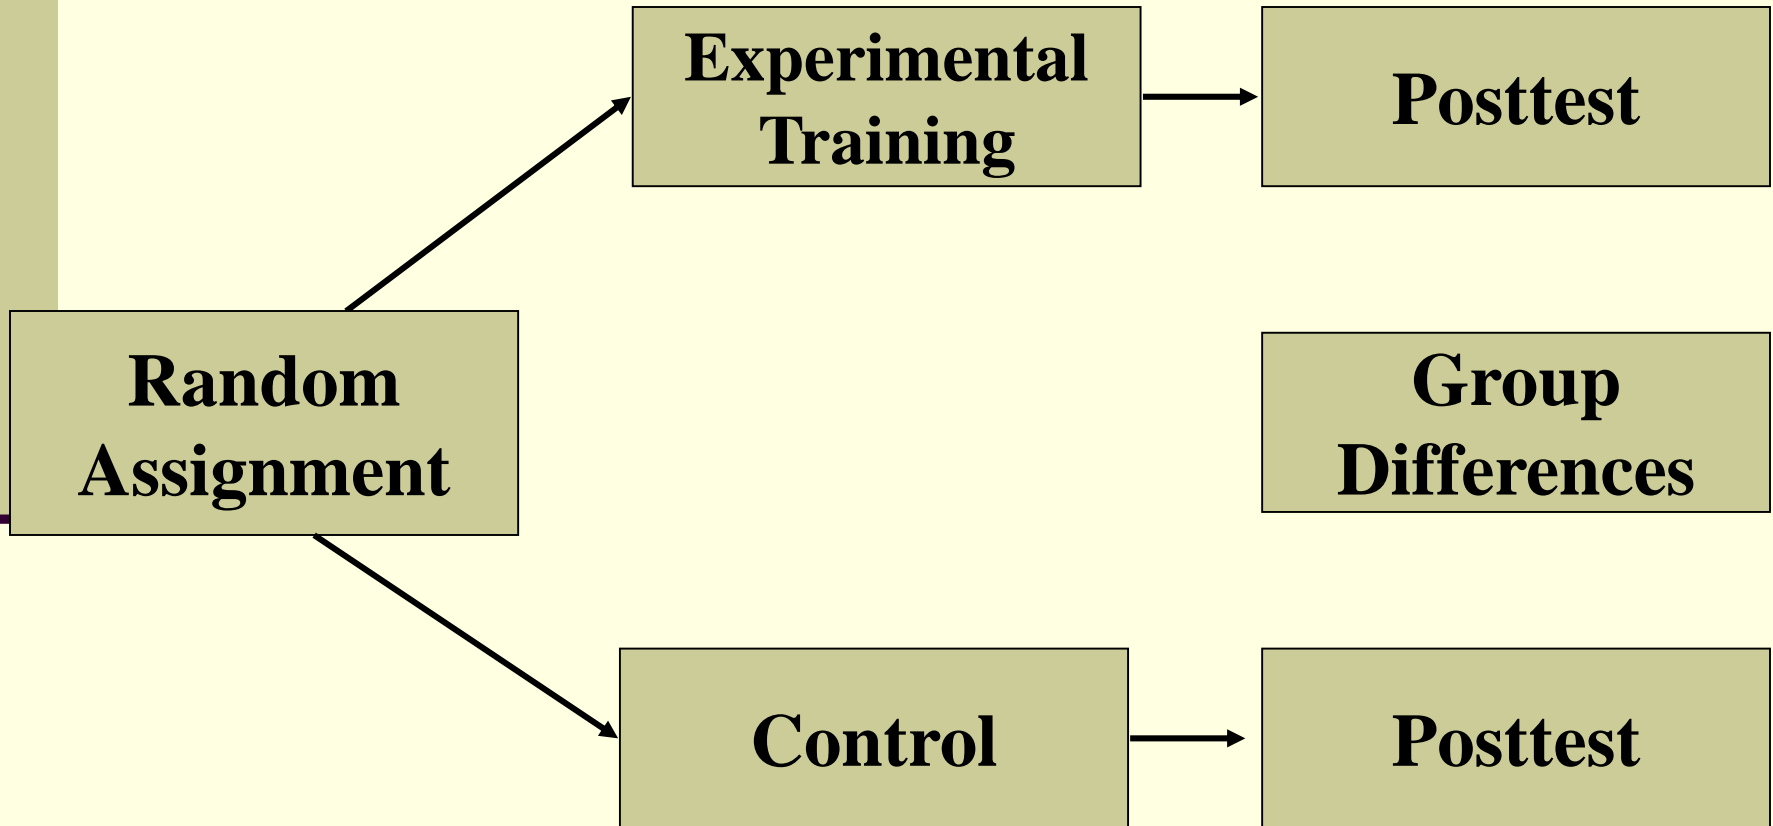 Experimental
Training
Posttest
Random
Assignment
Group
Differences
Control
Posttest